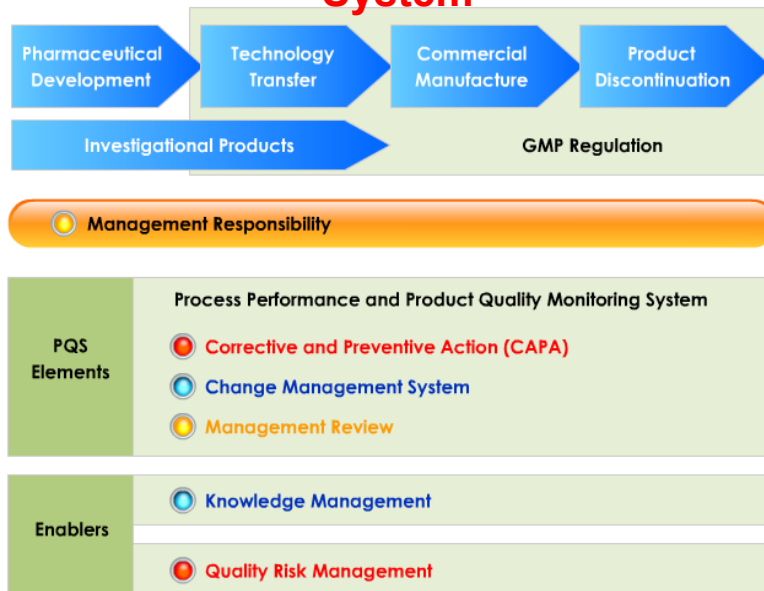 System
Pharmaceutical
Development
Technology
Transfer
Commercial
Manufacture
Product
Discontinuation
Investigational Products
GMP Regulation
Management Responsibility
PQS
Elements
Process Performance and Product Quality Monitoring System
Corrective and Preventive Action (CAPA)
Change Management System
Management Review
Enablers
Knowledge Management
Quality Risk Management